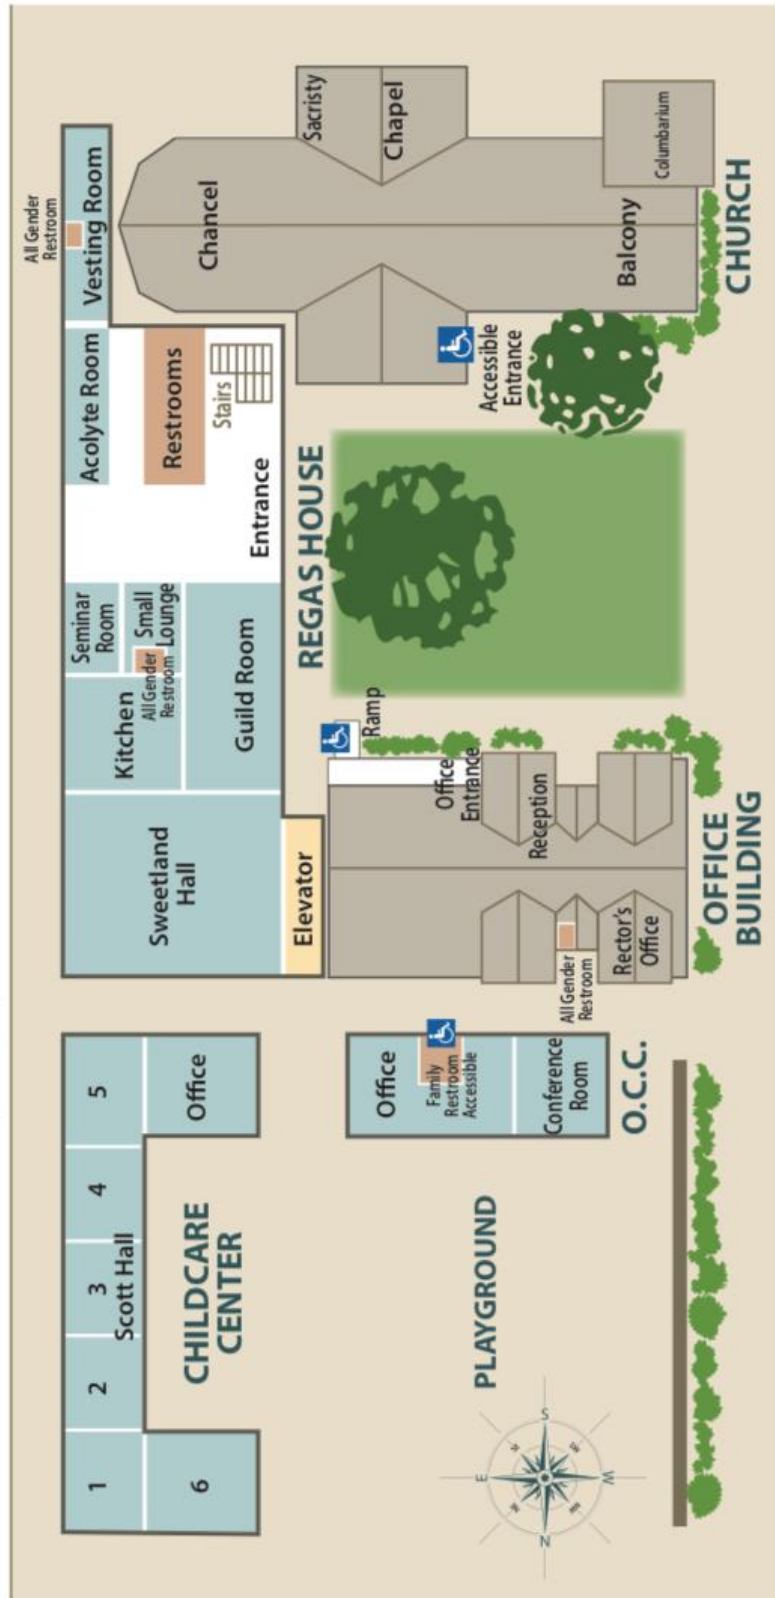 1
2
3
4
5
Scott Hall
6
Office
CHILDCARE
CENTER
PLAYGROUND
N
E
S
W
Office
Family
Restroom
Accessible
Conference
Room
O.C.C.
Sweetland
Hall
Elevator
Kitchen
Seminar
Room
Small
Lounge
All Gender
Restroom
Guild Room
Entrance
Acolyte Room
Restrooms
Stairs
All Gender
Restroom
Vesting Room
REGAS HOUSE
Ramp
Office
Entrance
Reception
All Gender
Restroom
Rector's
Office
OFFICE
BUILDING
Chancel
Sacristy
Chapel
Accessible
Entrance
Balcony
Columbarium
CHURCH